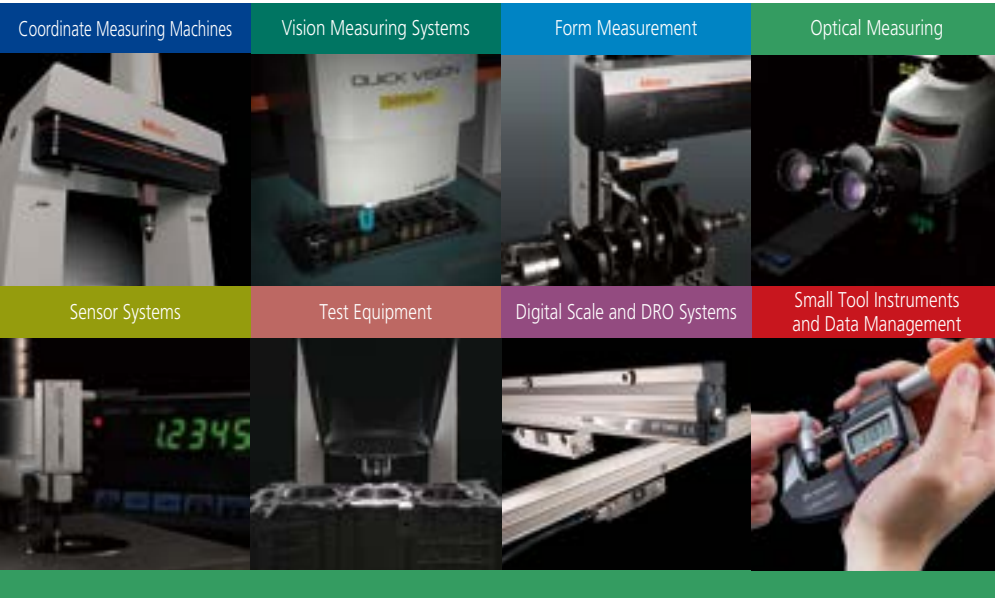 Coordinate Measuring Machines
Vision Measuring Systems
Form Measurement
Optical Measuring
QUICK VISION
Sensor Systems
Test Equipment
Digital Scale and DRO Systems
Small Tool Instruments
and Data Management
12345